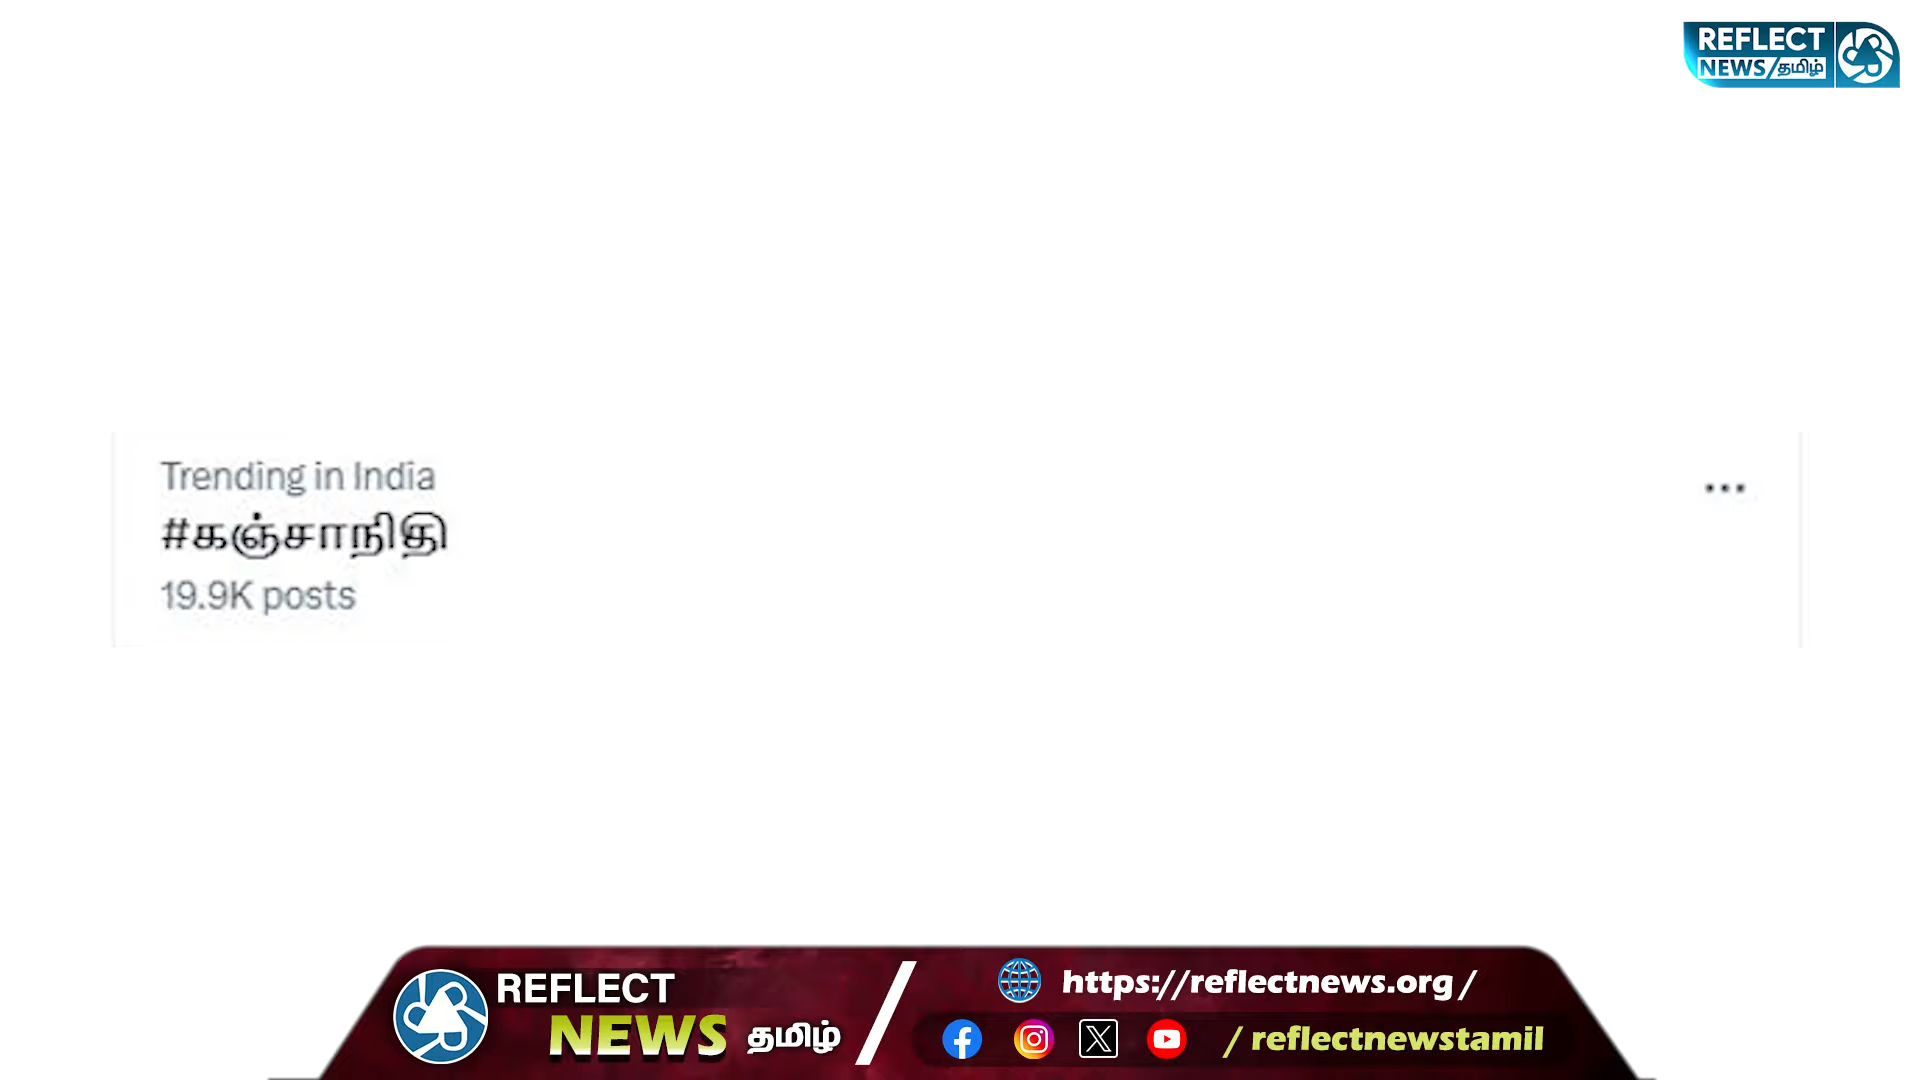 REFLECT
NEWS/தமிழ்
Trending in India
#கஞ்சாநிதி
19.9K posts
REFLECT
NEWS தமிழ்
https://reflectnews.org/
/ reflectnewstamil